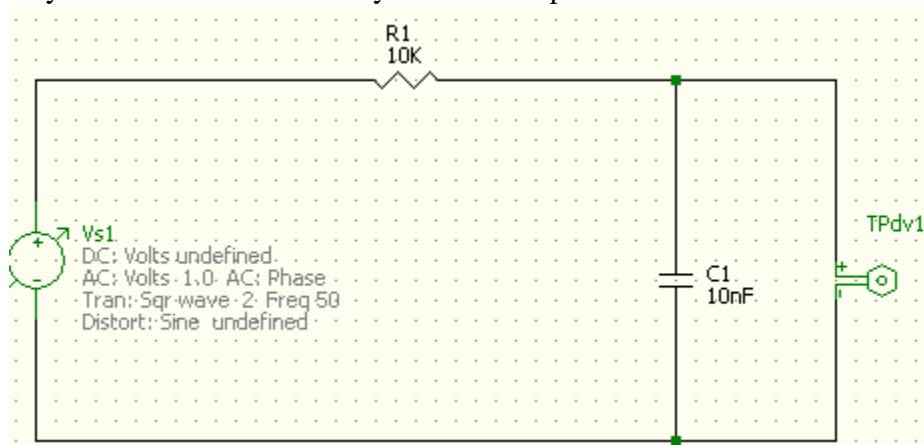 R1
10K
Vs1
DC: Volts undefined
AC: Volts 1.0 AC: Phase
Tran: Sqr wave 2 Freq 50
Distort: Sine undefined
C1
10nF
TPdv1
+
-
+